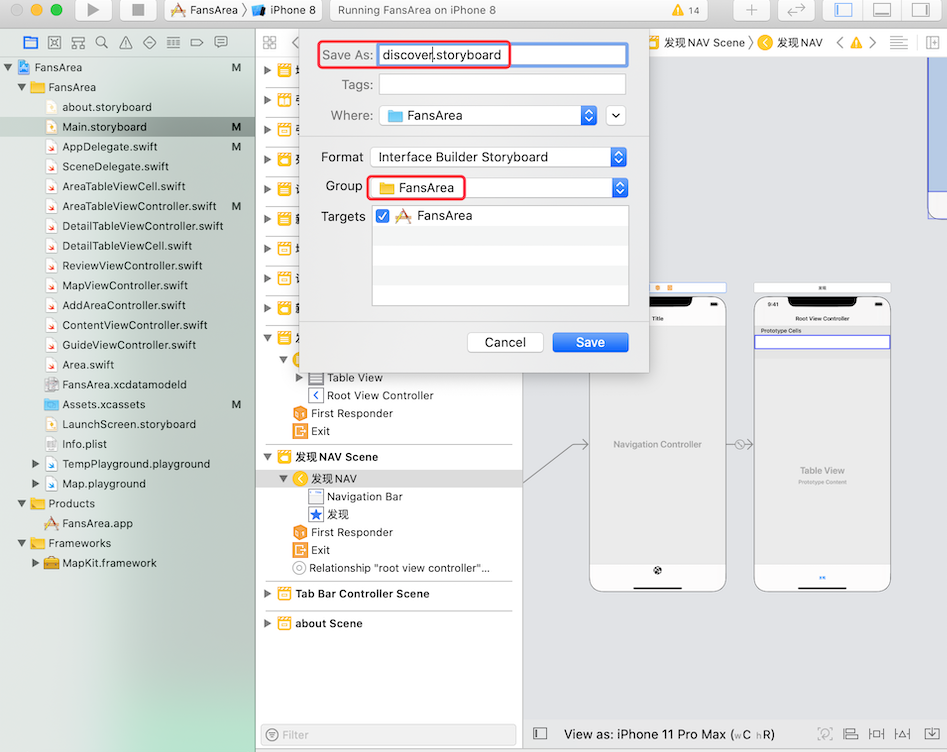 FansArea
iPhone 8
Running FansArea on iPhone 8
14
FansArea
M
FansArea
about.storyboard
Main.storyboard
M
AppDelegate.swift
M
SceneDelegate.swift
AreaTableViewCell.swift
AreaTableViewController.swift
M
DetailTableViewController.swift
DetailTableViewCell.swift
ReviewViewController.swift
MapViewController.swift
AddAreaController.swift
ContentViewController.swift
GuideViewController.swift
Area.swift
FansArea.xcdatamodeld
Assets.xcassets
M
LaunchScreen.storyboard
Info.plist
TempPlayground.playground
Map.playground
Products
FansArea.app
Frameworks
MapKit.framework
Save As:
discover.storyboard
Tags:
Where:
FansArea
Format
Interface Builder Storyboard
Group
FansArea
Targets
FansArea
Cancel
Save
发现NAV Scene
发现NAV
Table View
Root View Controller
First Responder
Exit
发现NAV Scene
发现NAV
Navigation Bar
发现
First Responder
Exit
Relationship "root view controller"...
Tab Bar Controller Scene
about Scene
Filter
Title
Navigation Controller
发现
9:41
Root View Controller
Prototype Cells
Table View
Prototype Content
View as: iPhone 11 Pro Max (wC hR)